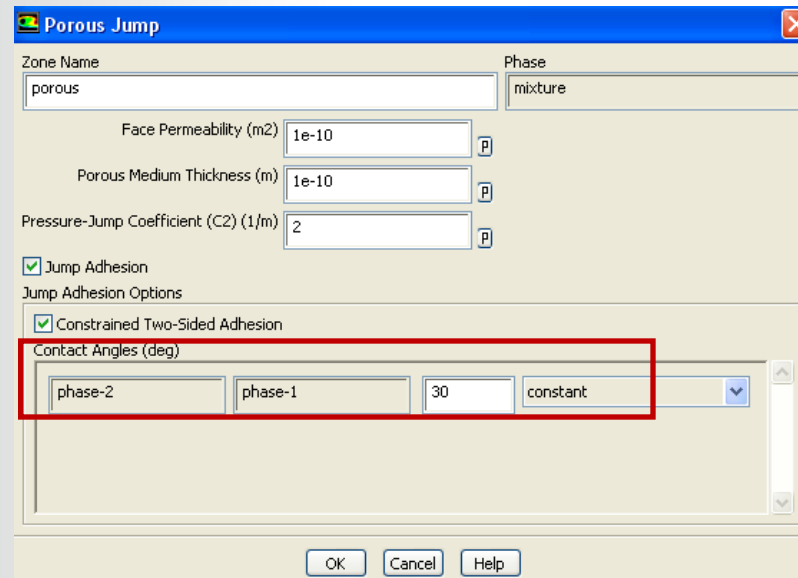 Porous Jump
Zone Name
Phase
porous
mixture
Face Permeability (m2)
1e-10
P
Porous Medium Thickness (m)
1e-10
P
Pressure-Jump Coefficient (C2) (1/m)
2
P
Jump Adhesion
Jump Adhesion Options
Constrained Two-Sided Adhesion
Contact Angles (deg)
phase-2
phase-1
30
constant
OK
Cancel
Help